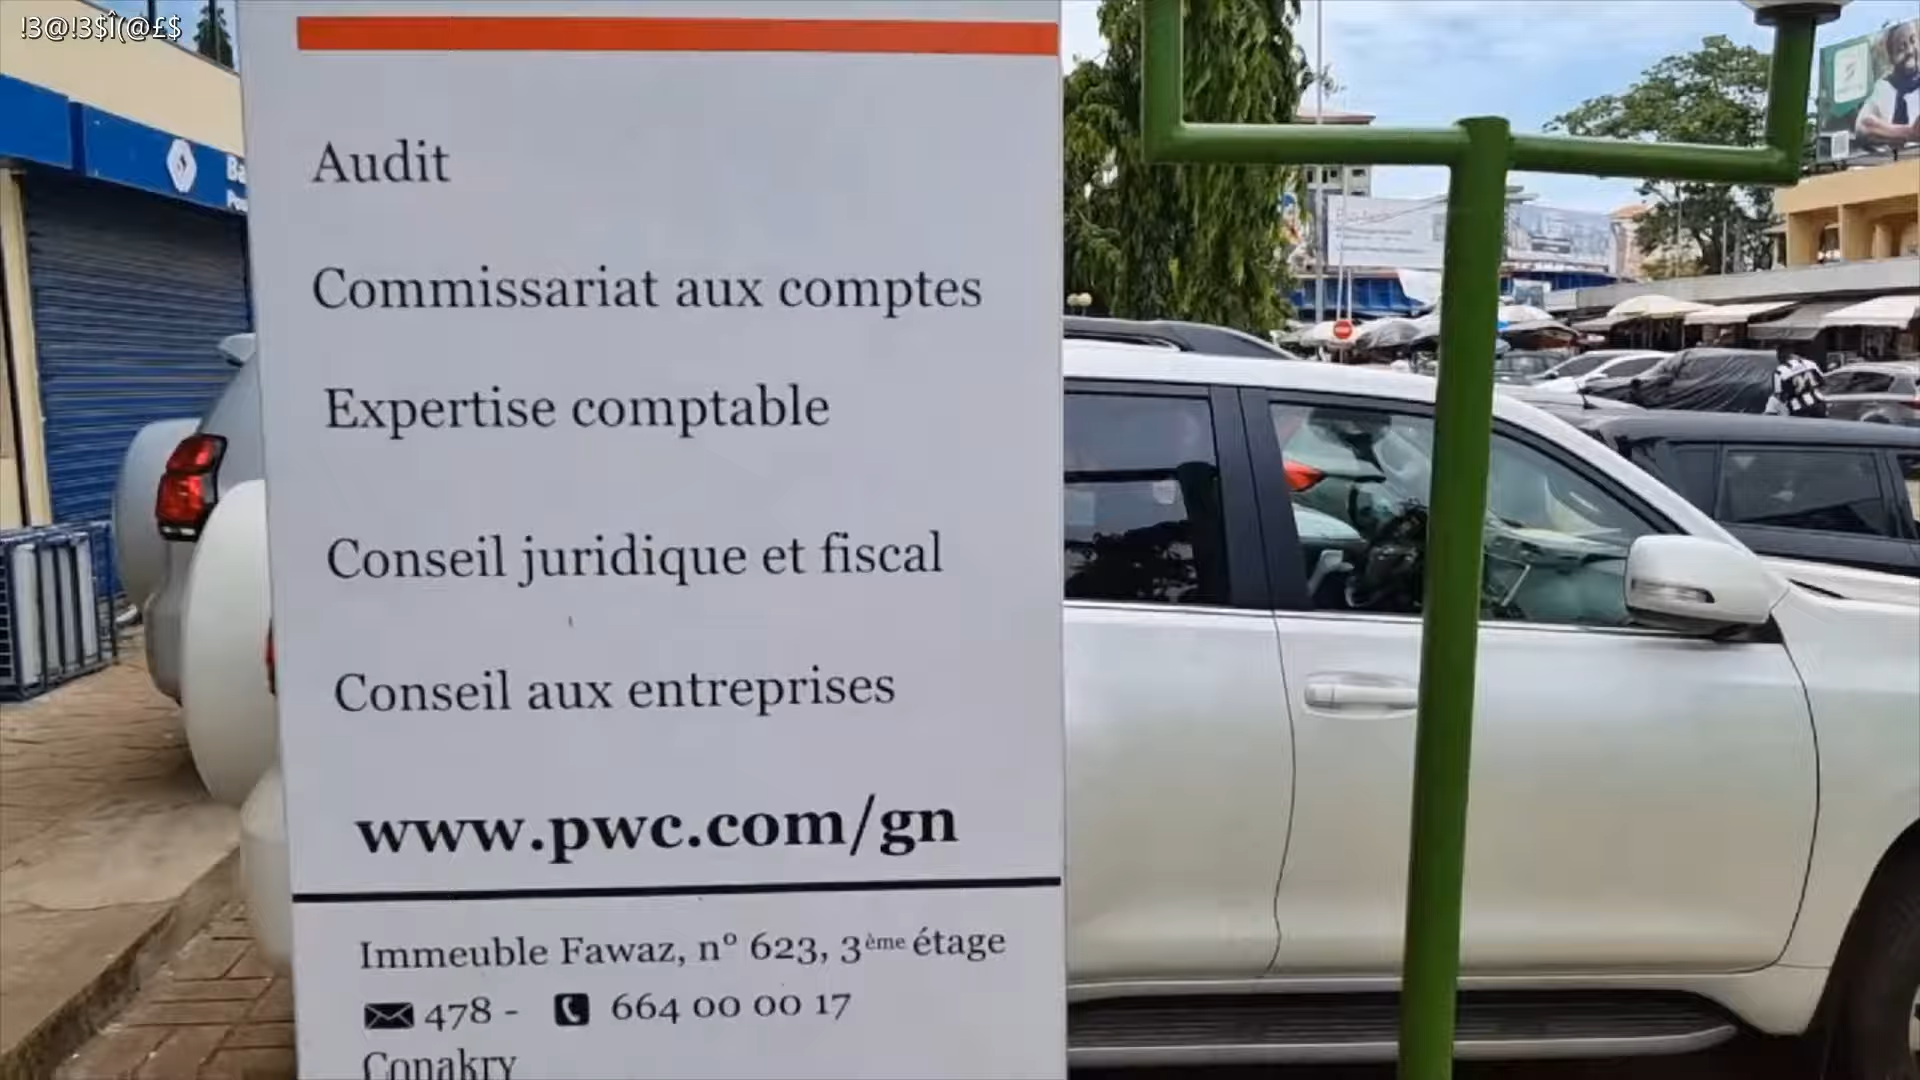 !3@!3$Î(@£$
Audit
Commissariat aux comptes
Expertise comptable
Conseil juridique et fiscal
Conseil aux entreprises
www.pwc.com/gn
Immeuble Fawaz, nº 623, 3ème étage
478 - 664 00 00 17
Conakry